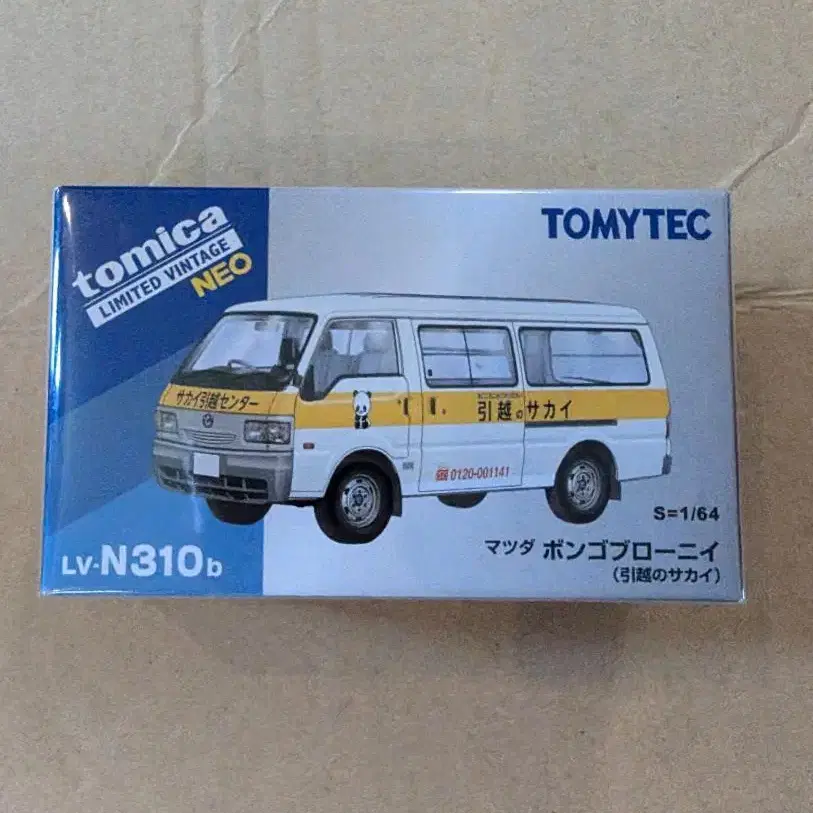 tomica
LIMITED VINTAGE
NEO
TOMYTEC
サカイ引越センター
引越のサカイ
0120-001141
S=1/64
LV-N310b
マツダ ボンゴブローニイ
(引越のサカイ)